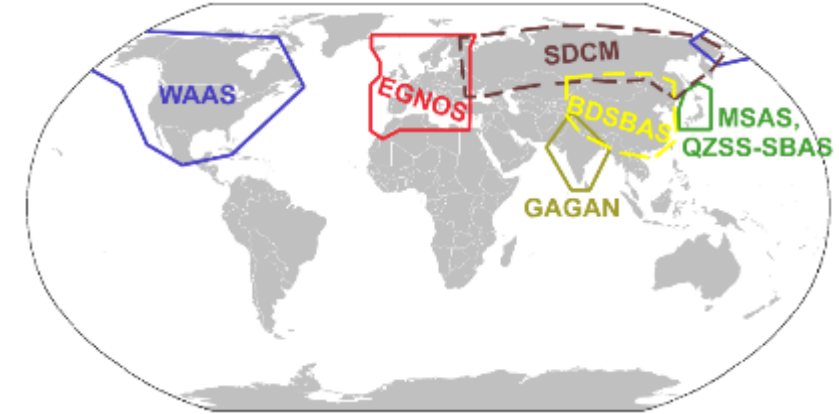 SDCM
WAAS
EGNOS
BDSBAS
MSAS,
QZSS-SBAS
GAGAN